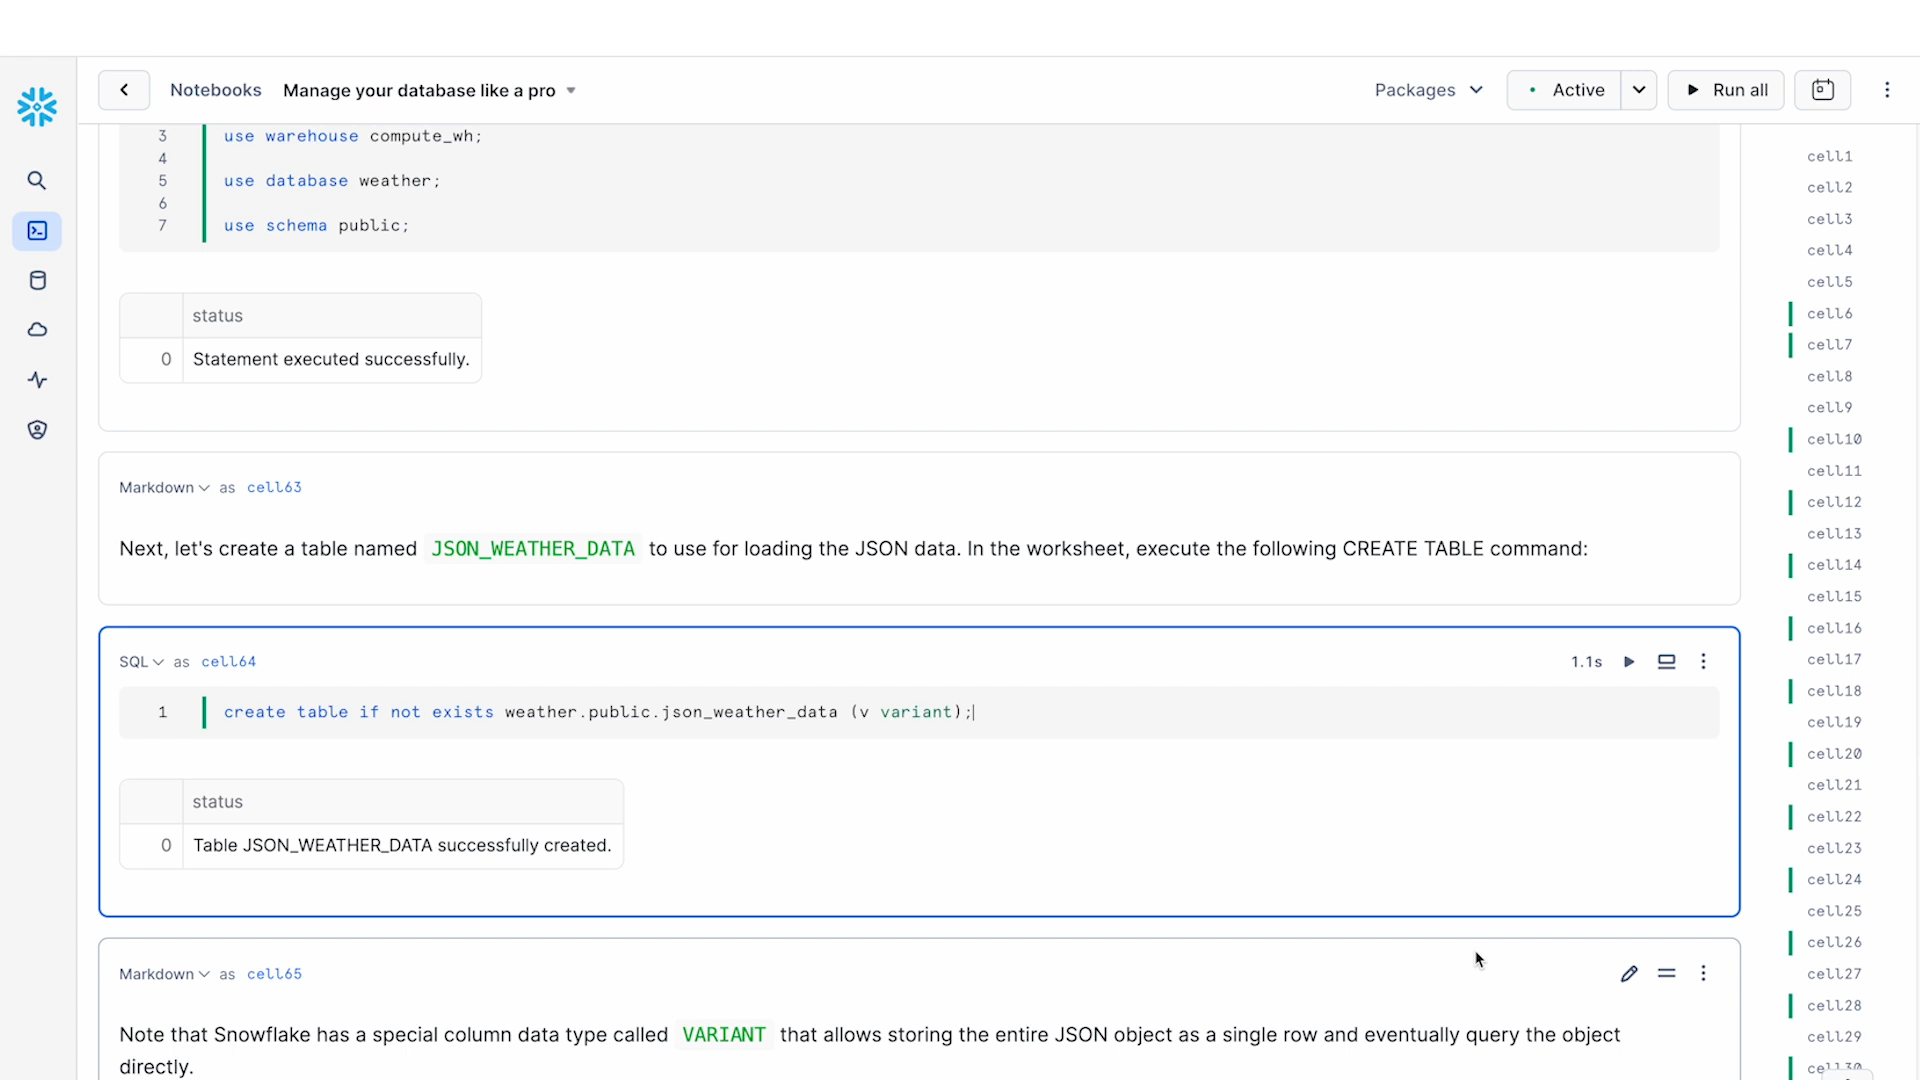 Notebooks Manage your database like a pro Packages Active Run all
3 use warehouse compute_wh;
4
5 use database weather;
6
7 use schema public;
status
0 Statement executed successfully.
Markdown as cell63
Next, let's create a table named JSON_WEATHER_DATA to use for loading the JSON data. In the worksheet, execute the following CREATE TABLE command:
SQL as cell64 1.1s
1 create table if not exists weather.public.json_weather_data (v variant);
status
0 Table JSON_WEATHER_DATA successfully created.
Markdown as cell65
Note that Snowflake has a special column data type called VARIANT that allows storing the entire JSON object as a single row and eventually query the object
directly.
cell1
cell2
cell3
cell4
cell5
cell6
cell7
cell8
cell9
cell10
cell11
cell12
cell13
cell14
cell15
cell16
cell17
cell18
cell19
cell20
cell21
cell22
cell23
cell24
cell25
cell26
cell27
cell28
cell29
cell30